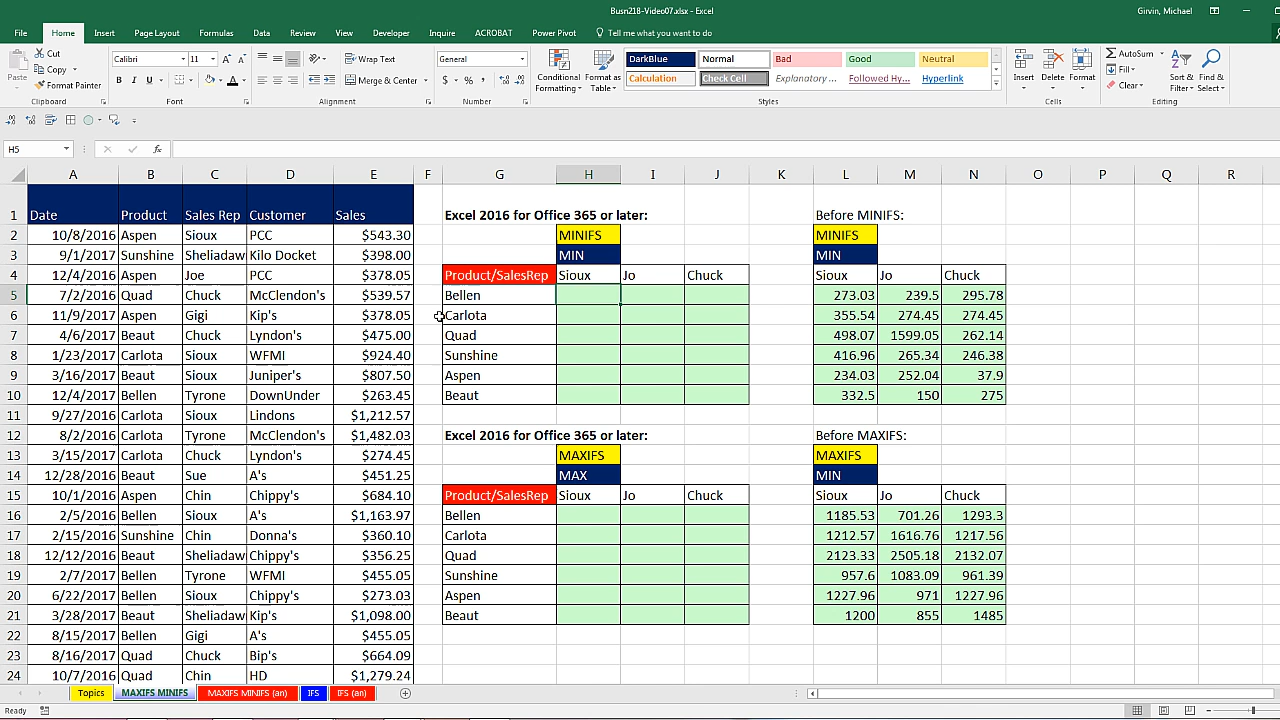 Busn218-Video07.xlsx - Excel
Girvin, Michael
File Home Insert Page Layout Formulas Data Review View Developer Inquire ACROBAT Power Pivot Tell me what you want to do
Paste
Cut
Copy
Format Painter
Clipboard
Calibri 11
B I U
Font
Wrap Text
Merge & Center
Alignment
General
$ % ,
Number
Conditional Formatting
Format as Table
DarkBlue Normal Bad Good Neutral
Calculation Check Cell Explanatory ... Followed Hy... Hyperlink
Styles
Insert Delete Format
Cells
AutoSum
Fill
Clear
Sort & Filter
Find & Select
Editing
H5 fx
A B C D E F G H I J K L M N O P Q R
1 Date Product Sales Rep Customer Sales Excel 2016 for Office 365 or later: Before MINIFS:
2 10/8/2016 Aspen Sioux PCC $543.30 MINIFS MINIFS
3 9/1/2017 Sunshine Sheliadaw Kilo Docket $398.00 MIN MIN
4 12/4/2016 Aspen Joe PCC $378.05 Product/SalesRep Sioux Jo Chuck Sioux Jo Chuck
5 7/2/2016 Quad Chuck McClendon's $539.57 Bellen 273.03 239.5 295.78
6 11/9/2017 Aspen Gigi Kip's $378.05 Carlota 355.54 274.45 274.45
7 4/6/2017 Beaut Chuck Lyndon's $475.00 Quad 498.07 1599.05 262.14
8 1/23/2017 Carlota Sioux WFMI $924.40 Sunshine 416.96 265.34 246.38
9 3/16/2017 Beaut Sioux Juniper's $807.50 Aspen 234.03 252.04 37.9
10 12/4/2017 Bellen Tyrone DownUnder $263.45 Beaut 332.5 150 275
11 9/27/2016 Carlota Sioux Lindons $1,212.57
12 8/2/2016 Carlota Tyrone McClendon's $1,482.03 Excel 2016 for Office 365 or later: Before MAXIFS:
13 3/15/2017 Carlota Chuck Lyndon's $274.45 MAXIFS MAXIFS
14 12/28/2016 Beaut Sue A's $451.25 MAX MIN
15 10/1/2016 Aspen Chin Chippy's $684.10 Product/SalesRep Sioux Jo Chuck Sioux Jo Chuck
16 2/5/2016 Bellen Sioux A's $1,163.97 Bellen 1185.53 701.26 1293.3
17 2/15/2017 Sunshine Chin Donna's $360.10 Carlota 1212.57 1616.76 1217.56
18 12/12/2016 Beaut Sheliadaw Chippy's $356.25 Quad 2123.33 2505.18 2132.07
19 2/7/2017 Bellen Tyrone WFMI $455.05 Sunshine 957.6 1083.09 961.39
20 6/22/2017 Bellen Sioux Chippy's $273.03 Aspen 1227.96 971 1227.96
21 3/28/2017 Beaut Sheliadaw Kip's $1,098.00 Beaut 1200 855 1485
22 8/15/2017 Bellen Gigi A's $455.05
23 8/16/2017 Quad Chuck Bip's $664.09
24 10/7/2016 Quad Chin HD $1,279.24
Topics MAXIFS MINIFS MAXIFS MINIFS (an) IFS IFS (an)
Ready